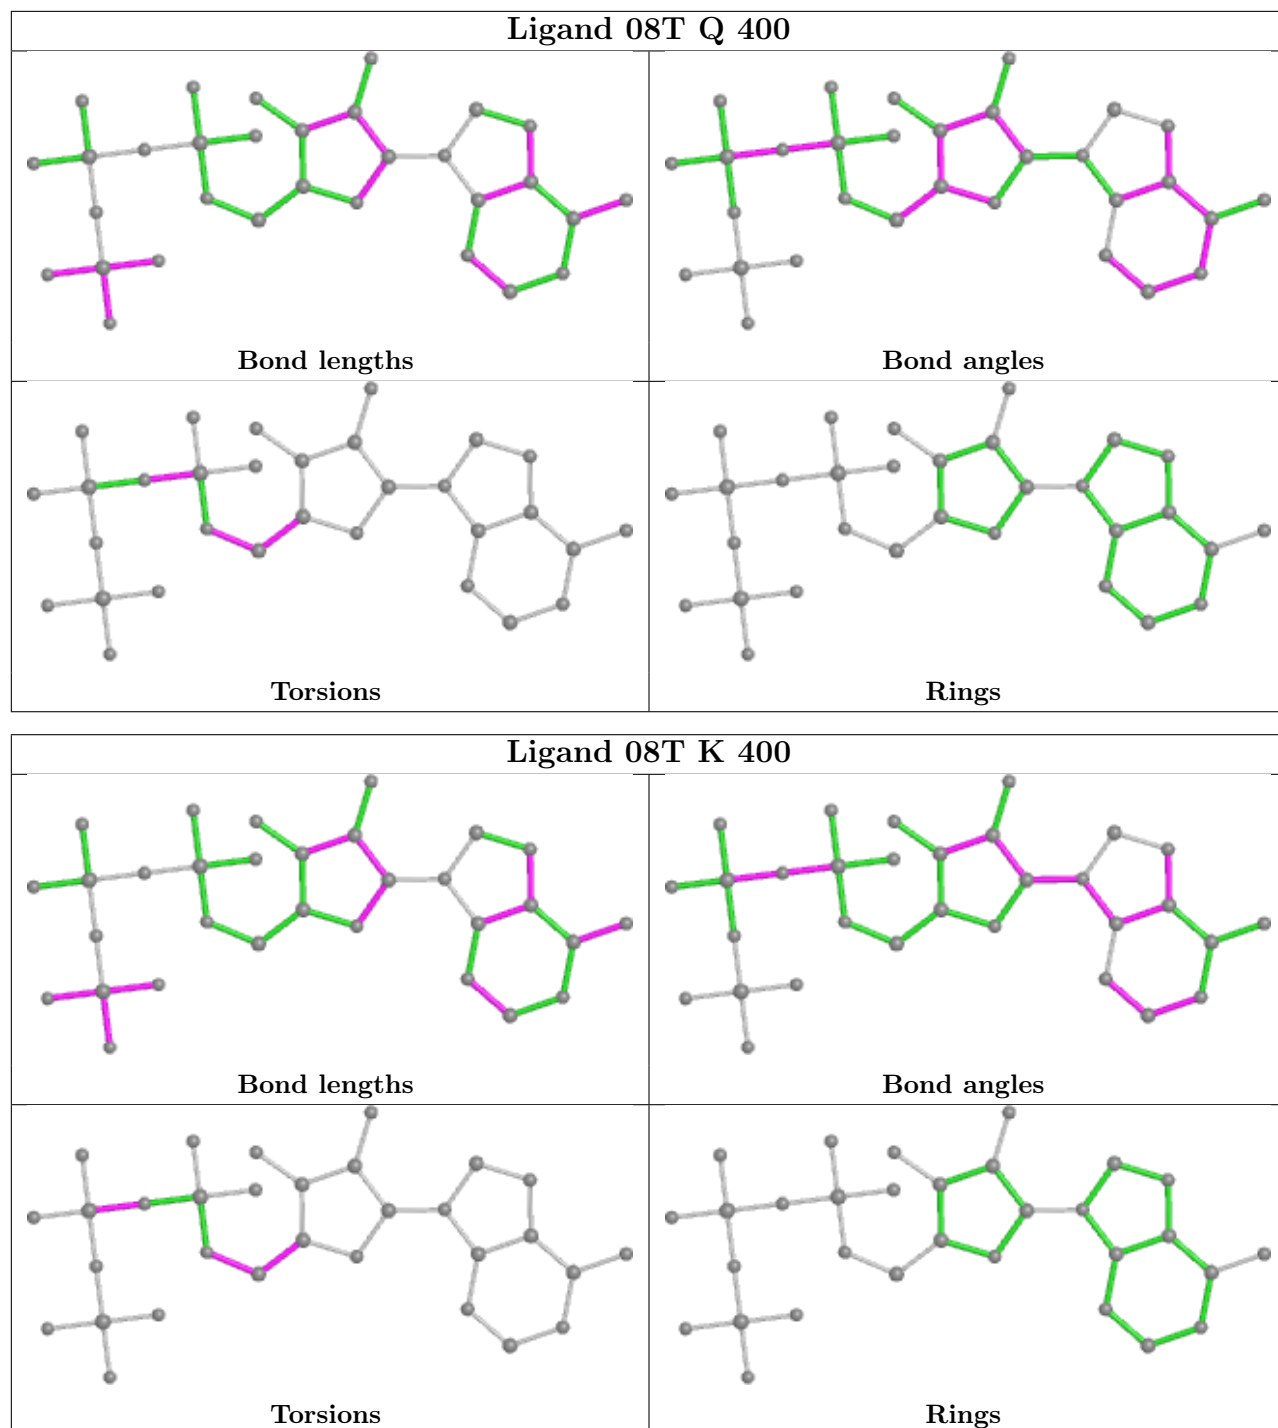 Ligand 08T Q 400
Bond lengths
Bond angles
Torsions
Rings
Ligand 08T K 400
Bond lengths
Bond angles
Torsions
Rings